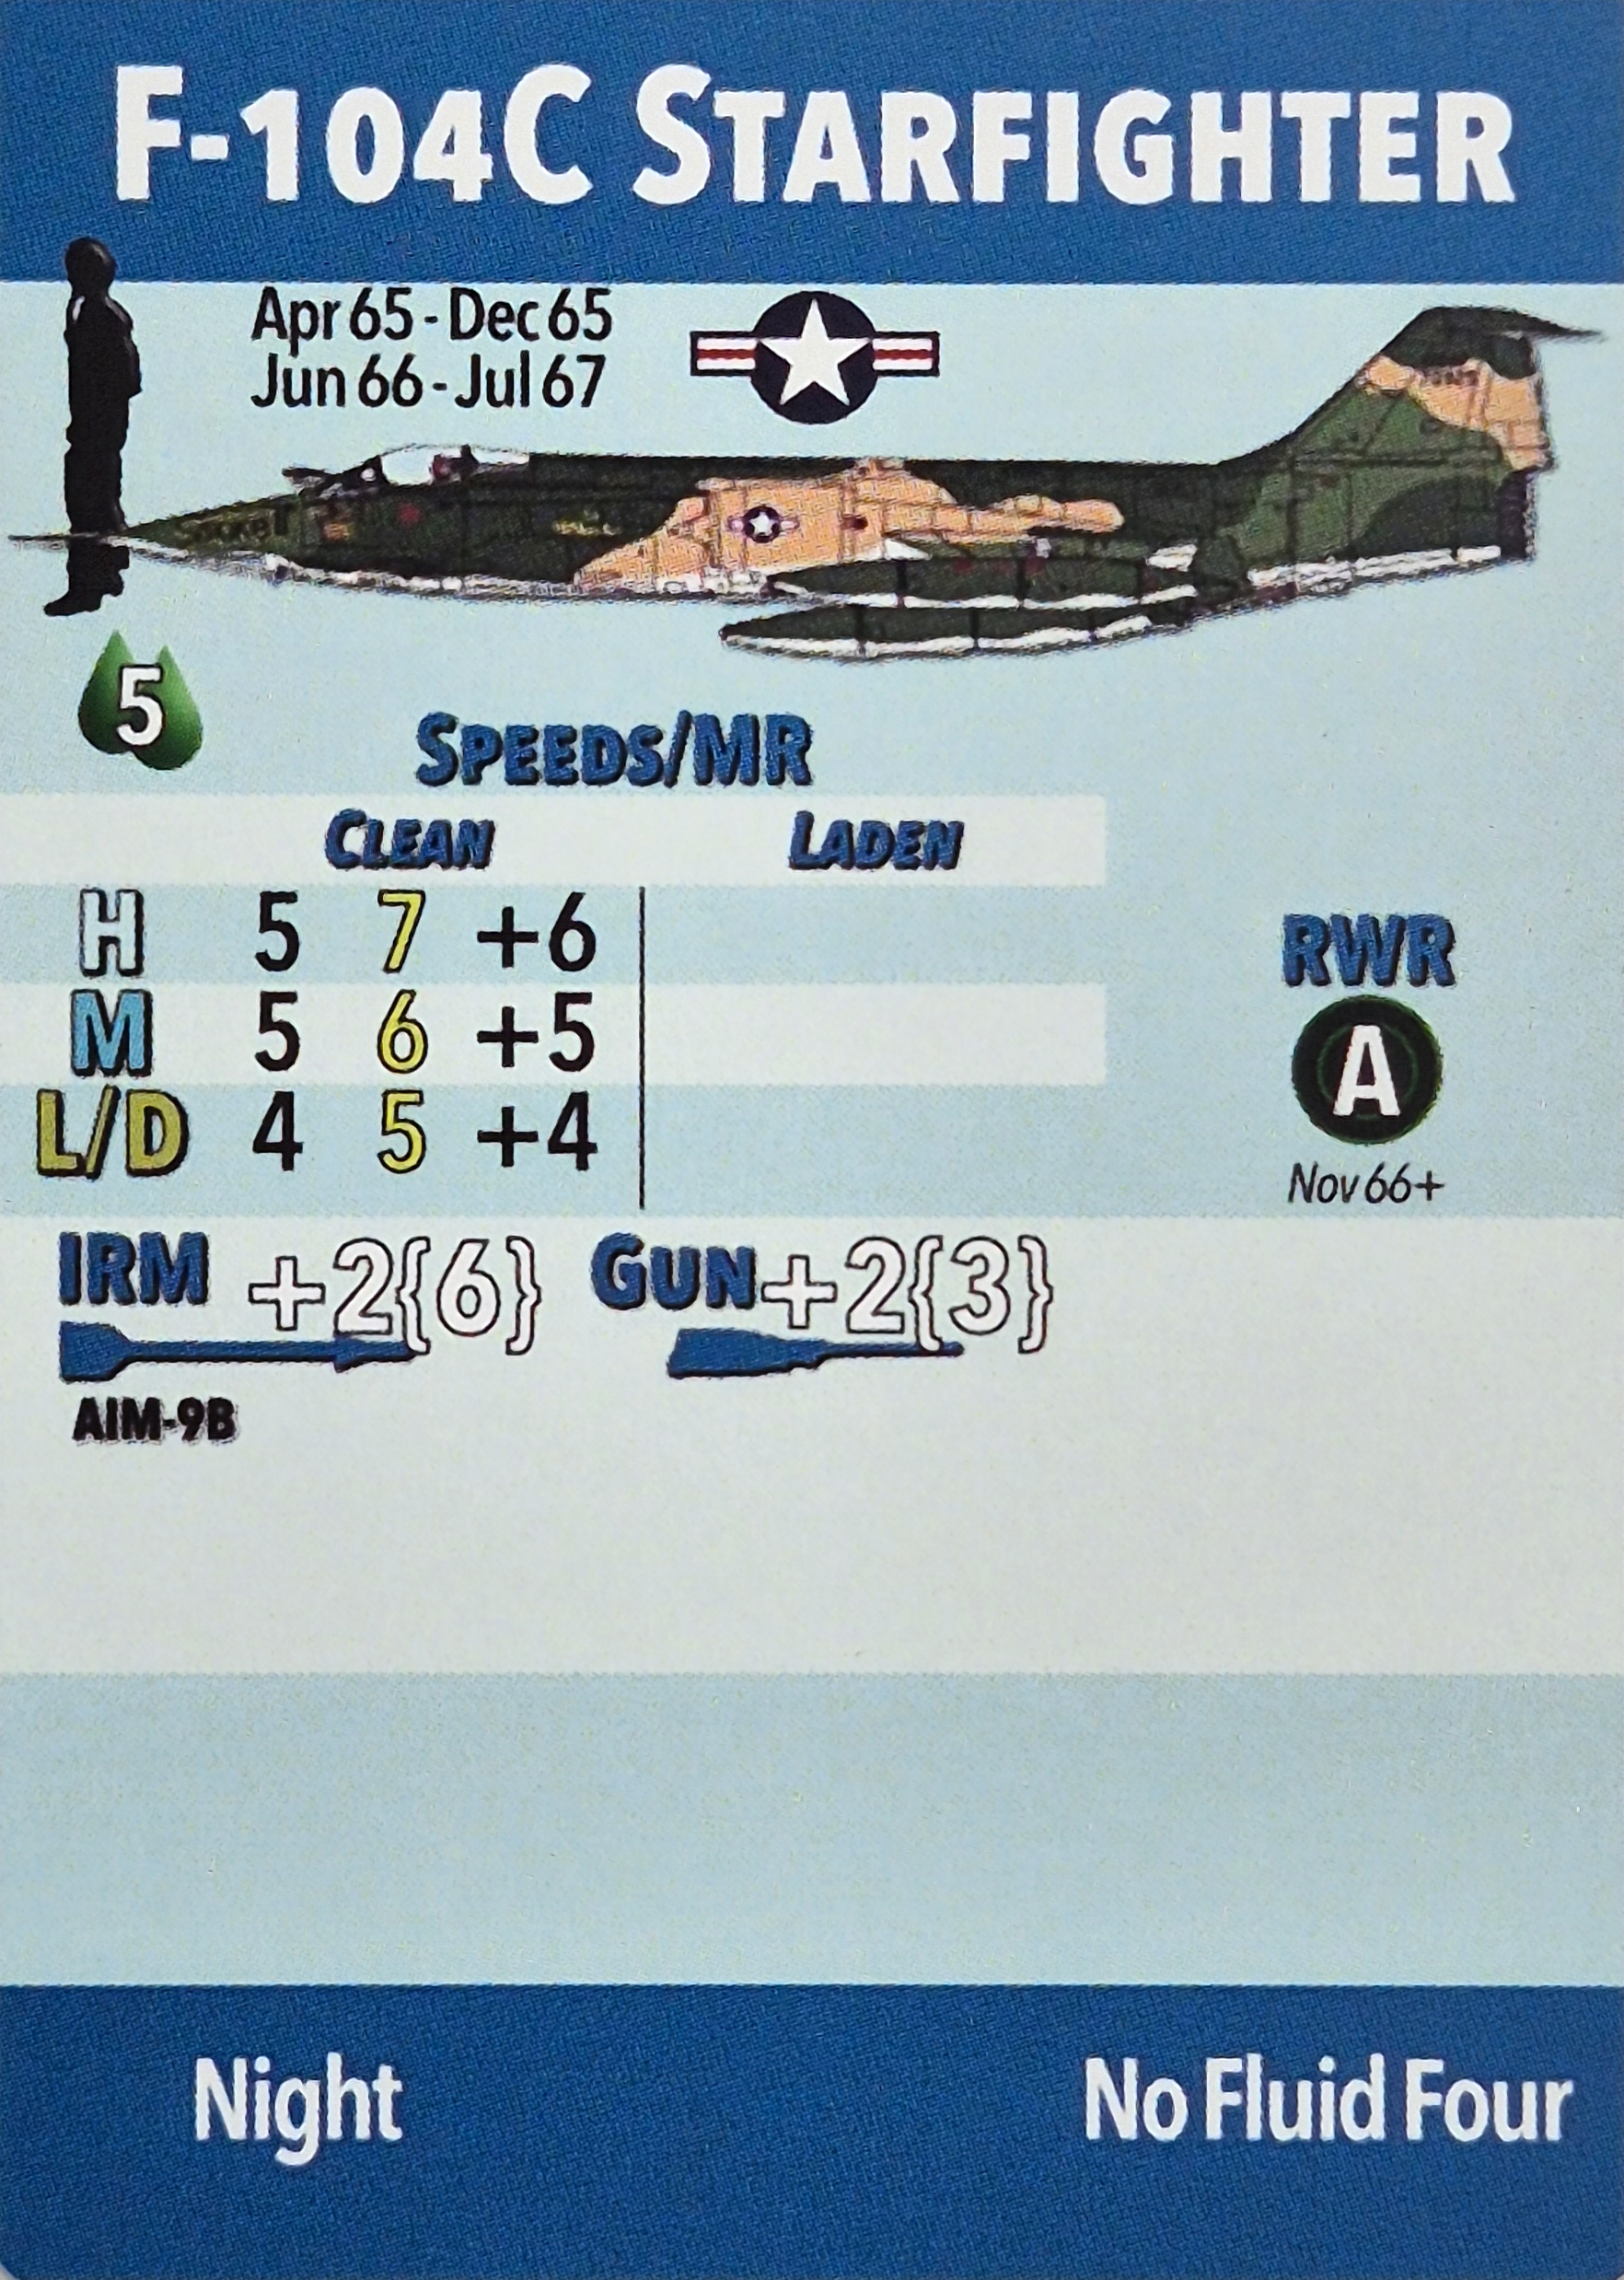 F-104C STARFIGHTER
Apr 65 - Dec 65
Jun 66 - Jul 67
5
SPEEDS/MR
CLEAN LADEN
H 5 7 +6
M 5 6 +5
L/D 4 5 +4
RWR
A
Nov 66+
IRM +2{6} GUN +2{3}
AIM-9B
Night No Fluid Four